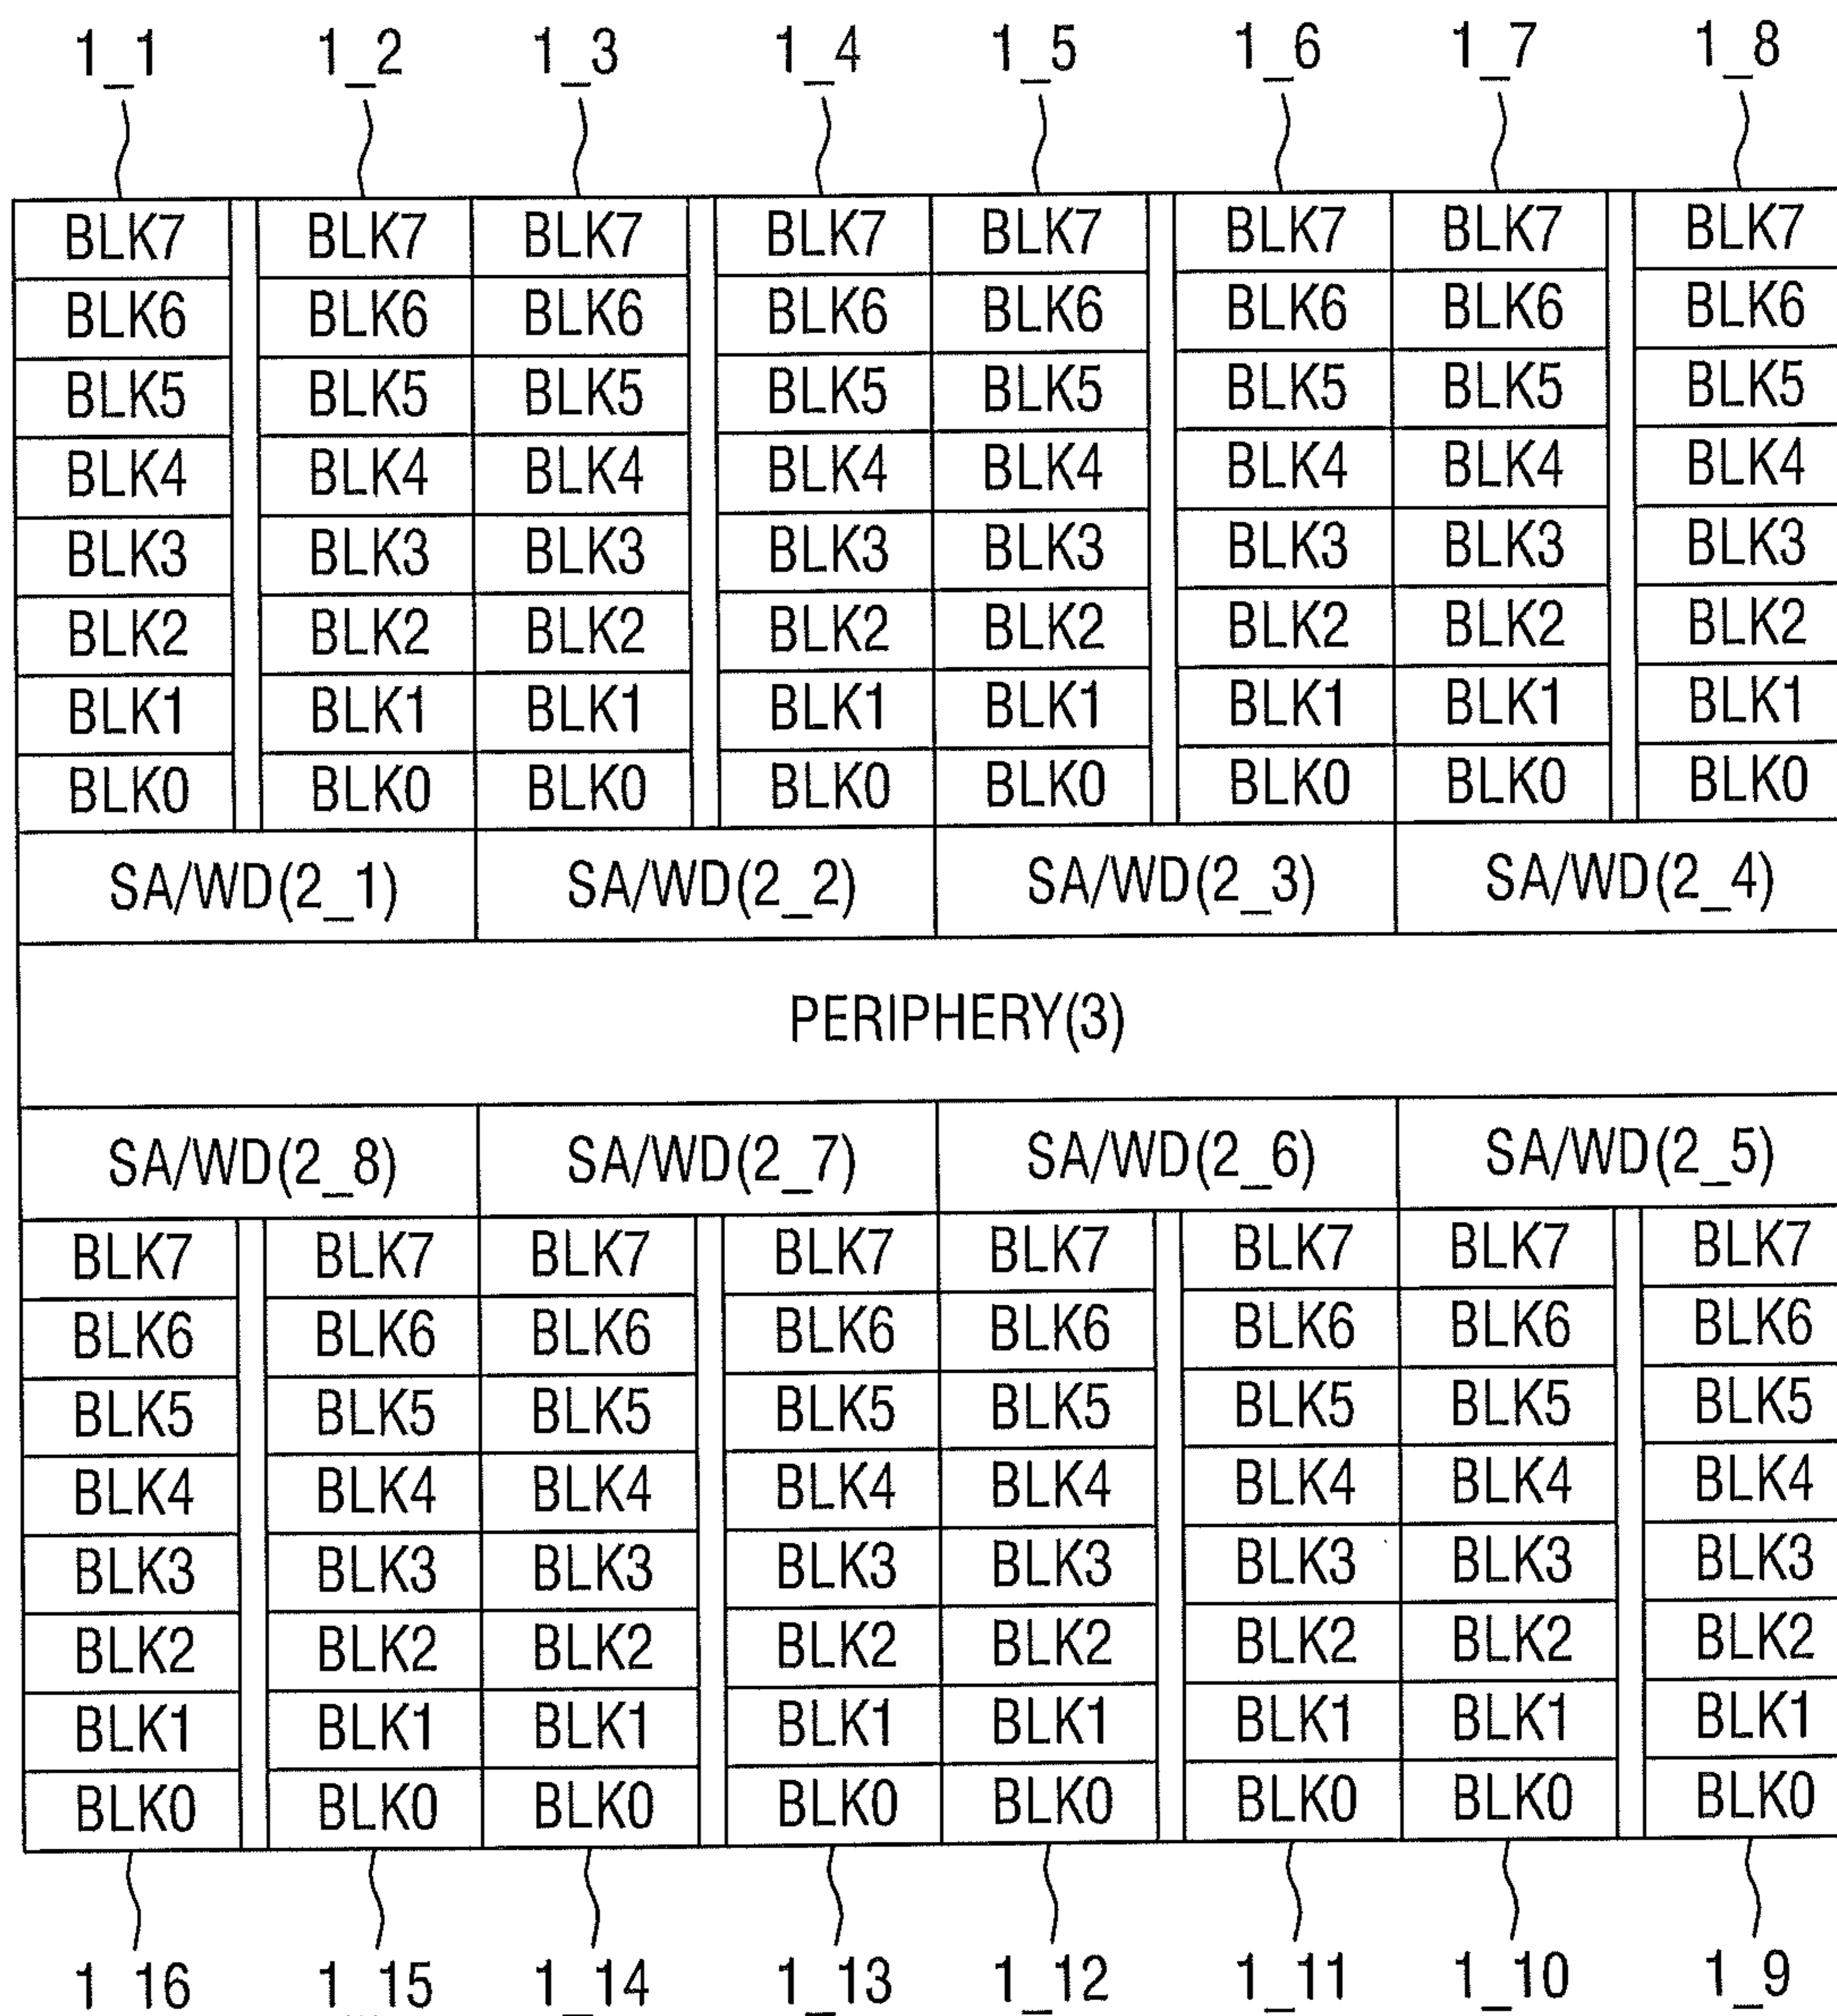 1_1 1_2 1_3 1_4 1_5 1_6 1_7 1_8
BLK7 BLK7 BLK7 BLK7 BLK7 BLK7 BLK7 BLK7
BLK6 BLK6 BLK6 BLK6 BLK6 BLK6 BLK6 BLK6
BLK5 BLK5 BLK5 BLK5 BLK5 BLK5 BLK5 BLK5
BLK4 BLK4 BLK4 BLK4 BLK4 BLK4 BLK4 BLK4
BLK3 BLK3 BLK3 BLK3 BLK3 BLK3 BLK3 BLK3
BLK2 BLK2 BLK2 BLK2 BLK2 BLK2 BLK2 BLK2
BLK1 BLK1 BLK1 BLK1 BLK1 BLK1 BLK1 BLK1
BLK0 BLK0 BLK0 BLK0 BLK0 BLK0 BLK0 BLK0
SA/WD(2_1) SA/WD(2_2) SA/WD(2_3) SA/WD(2_4)
PERIPHERY(3)
SA/WD(2_8) SA/WD(2_7) SA/WD(2_6) SA/WD(2_5)
BLK7 BLK7 BLK7 BLK7 BLK7 BLK7 BLK7 BLK7
BLK6 BLK6 BLK6 BLK6 BLK6 BLK6 BLK6 BLK6
BLK5 BLK5 BLK5 BLK5 BLK5 BLK5 BLK5 BLK5
BLK4 BLK4 BLK4 BLK4 BLK4 BLK4 BLK4 BLK4
BLK3 BLK3 BLK3 BLK3 BLK3 BLK3 BLK3 BLK3
BLK2 BLK2 BLK2 BLK2 BLK2 BLK2 BLK2 BLK2
BLK1 BLK1 BLK1 BLK1 BLK1 BLK1 BLK1 BLK1
BLK0 BLK0 BLK0 BLK0 BLK0 BLK0 BLK0 BLK0
1_16 1_15 1_14 1_13 1_12 1_11 1_10 1_9